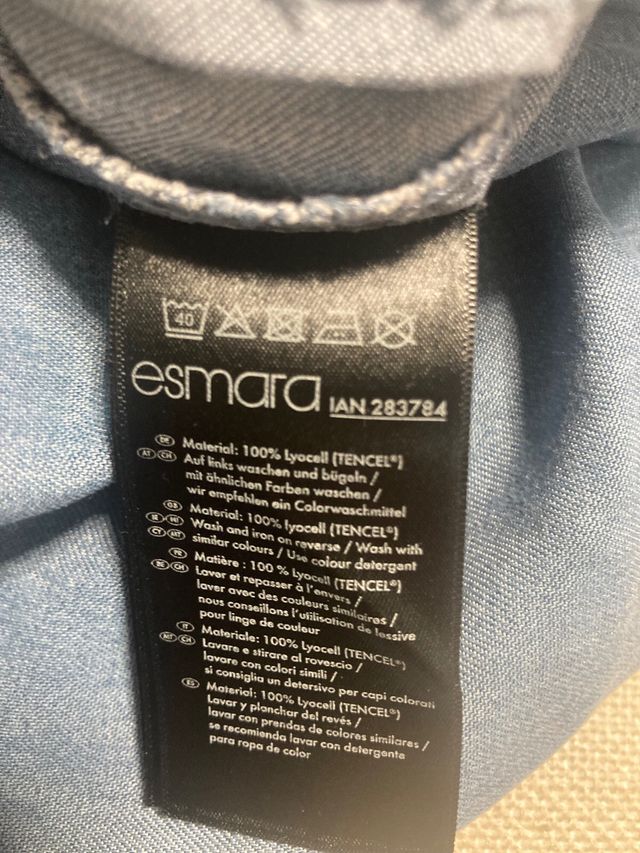 40
esmara IAN 283784
DE Material: 100% Lyocell (TENCEL®)
AT CH Auf links waschen und bügeln /
mit ähnlichen Farben waschen /
wir empfehlen ein Colorwaschmittel
GB Material: 100% lyocell (TENCEL®)
IE NI Wash and iron on reverse / Wash with
CY MT similar colours / Use colour detergent
FR Matière : 100 % Lyocell (TENCEL®)
BE CH Laver et repasser à l'envers /
laver avec des couleurs similaires /
nous conseillons l'utilisation de lessive
pour linge de couleur
IT Materiale: 100% Lyocell (TENCEL®)
MT CH Lavare e stirare al rovescio /
lavare con colori simili /
si consiglia un detersivo per capi colorati
ES Material: 100% Lyocell (TENCEL®)
Lavar y planchar del revés /
lavar con prendas de colores similares /
se recomienda lavar con detergente
para ropa de color